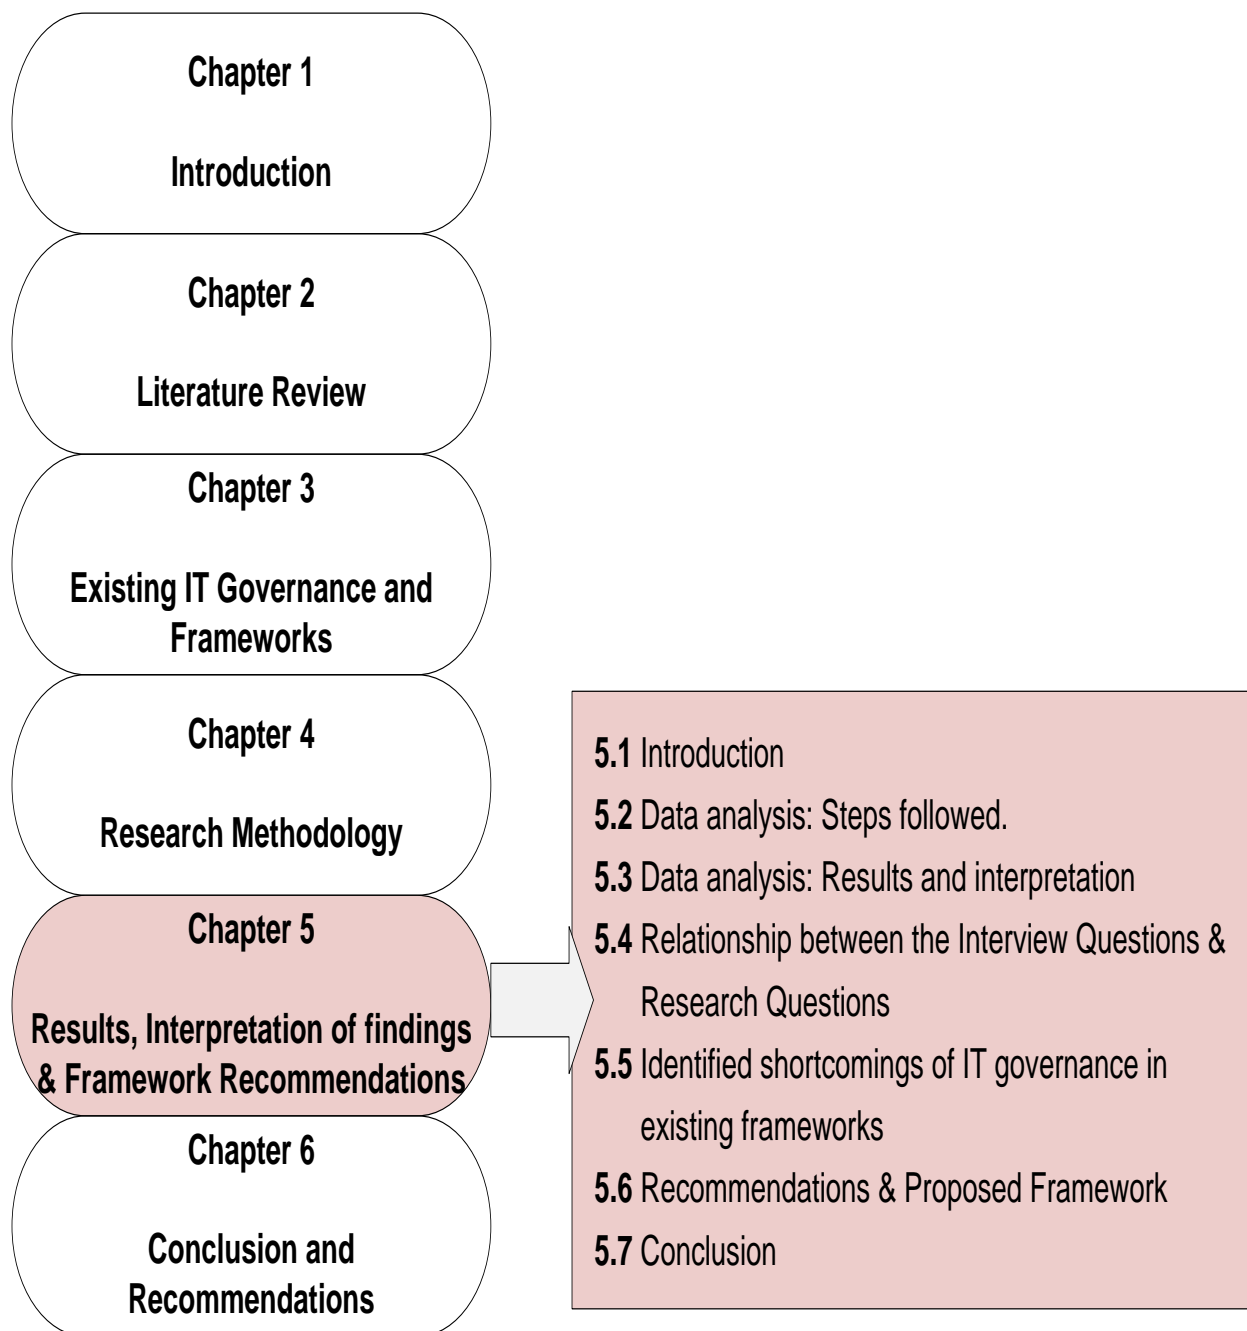 Chapter 1
Introduction
Chapter 2
Literature Review
Chapter 3
Existing IT Governance and
Frameworks
Chapter 4
Research Methodology
Chapter 5
Results, Interpretation of findings
& Framework Recommendations
Chapter 6
Conclusion and
Recommendations
5.1 Introduction
5.2 Data analysis: Steps followed.
5.3 Data analysis: Results and interpretation
5.4 Relationship between the Interview Questions &
Research Questions
5.5 Identified shortcomings of IT governance in
existing frameworks
5.6 Recommendations & Proposed Framework
5.7 Conclusion